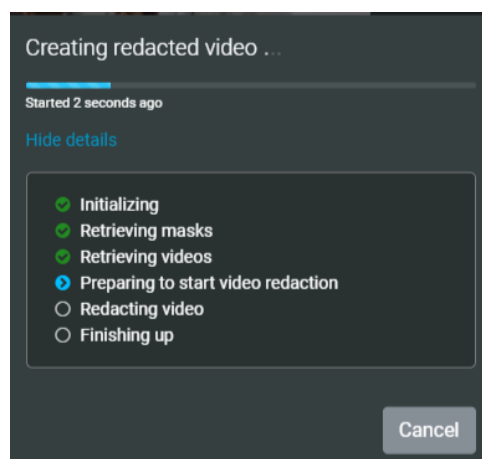 Creating redacted video ...
Started 2 seconds ago
Hide details
Initializing
Retrieving masks
Retrieving videos
Preparing to start video redaction
Redacting video
Finishing up
Cancel